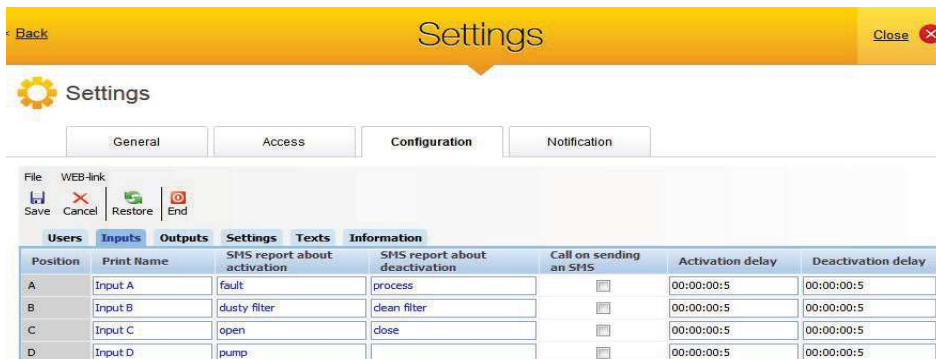 Back Settings Close
Settings
General Access Configuration Notification
File WEB-link
Save Cancel Restore End
Users Inputs Outputs Settings Texts Information
Position Print Name SMS report about activation SMS report about deactivation Call on sending an SMS Activation delay Deactivation delay
A Input A fault process 00:00:00:5 00:00:00:5
B Input B dusty filter clean filter 00:00:00:5 00:00:00:5
C Input C open close 00:00:00:5 00:00:00:5
D Input D pump 00:00:00:5 00:00:00:5